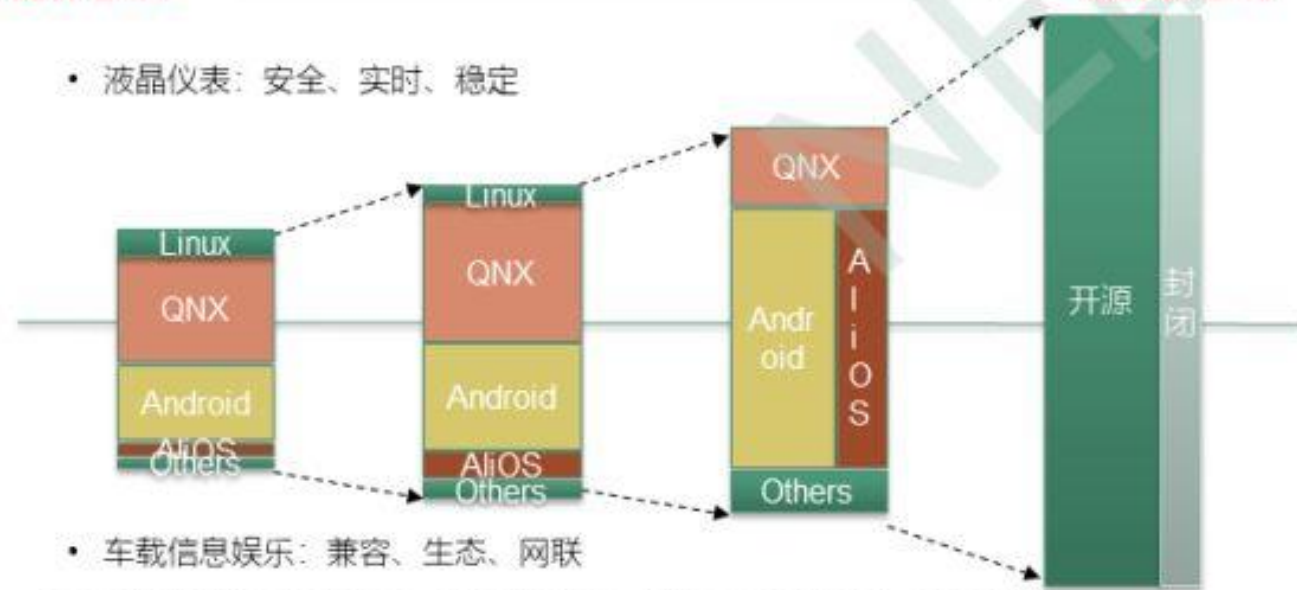 • 液晶仪表：安全、实时、稳定
Linux
QNX
Android
AliOS
Others
Linux
QNX
Android
AliOS
Others
QNX
Andr
oid
A
l
i
O
S
Others
开源
封
闭
• 车载信息娱乐：兼容、生态、网联